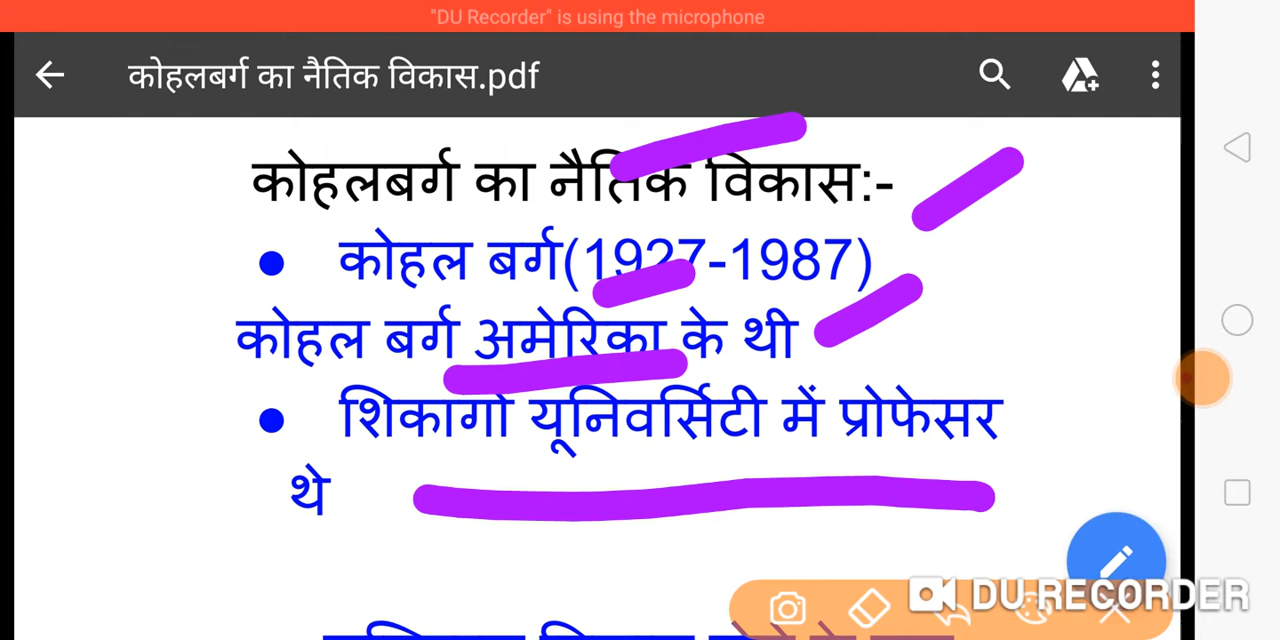 "DU Recorder" is using the microphone
कोहलबर्ग का नैतिक विकास.pdf
कोहलबर्ग का नैतिक विकास:-
● कोहल बर्ग(1927-1987)
कोहल बर्ग अमेरिका के थी
● शिकागो यूनिवर्सिटी में प्रोफेसर
थे
DU RECORDER